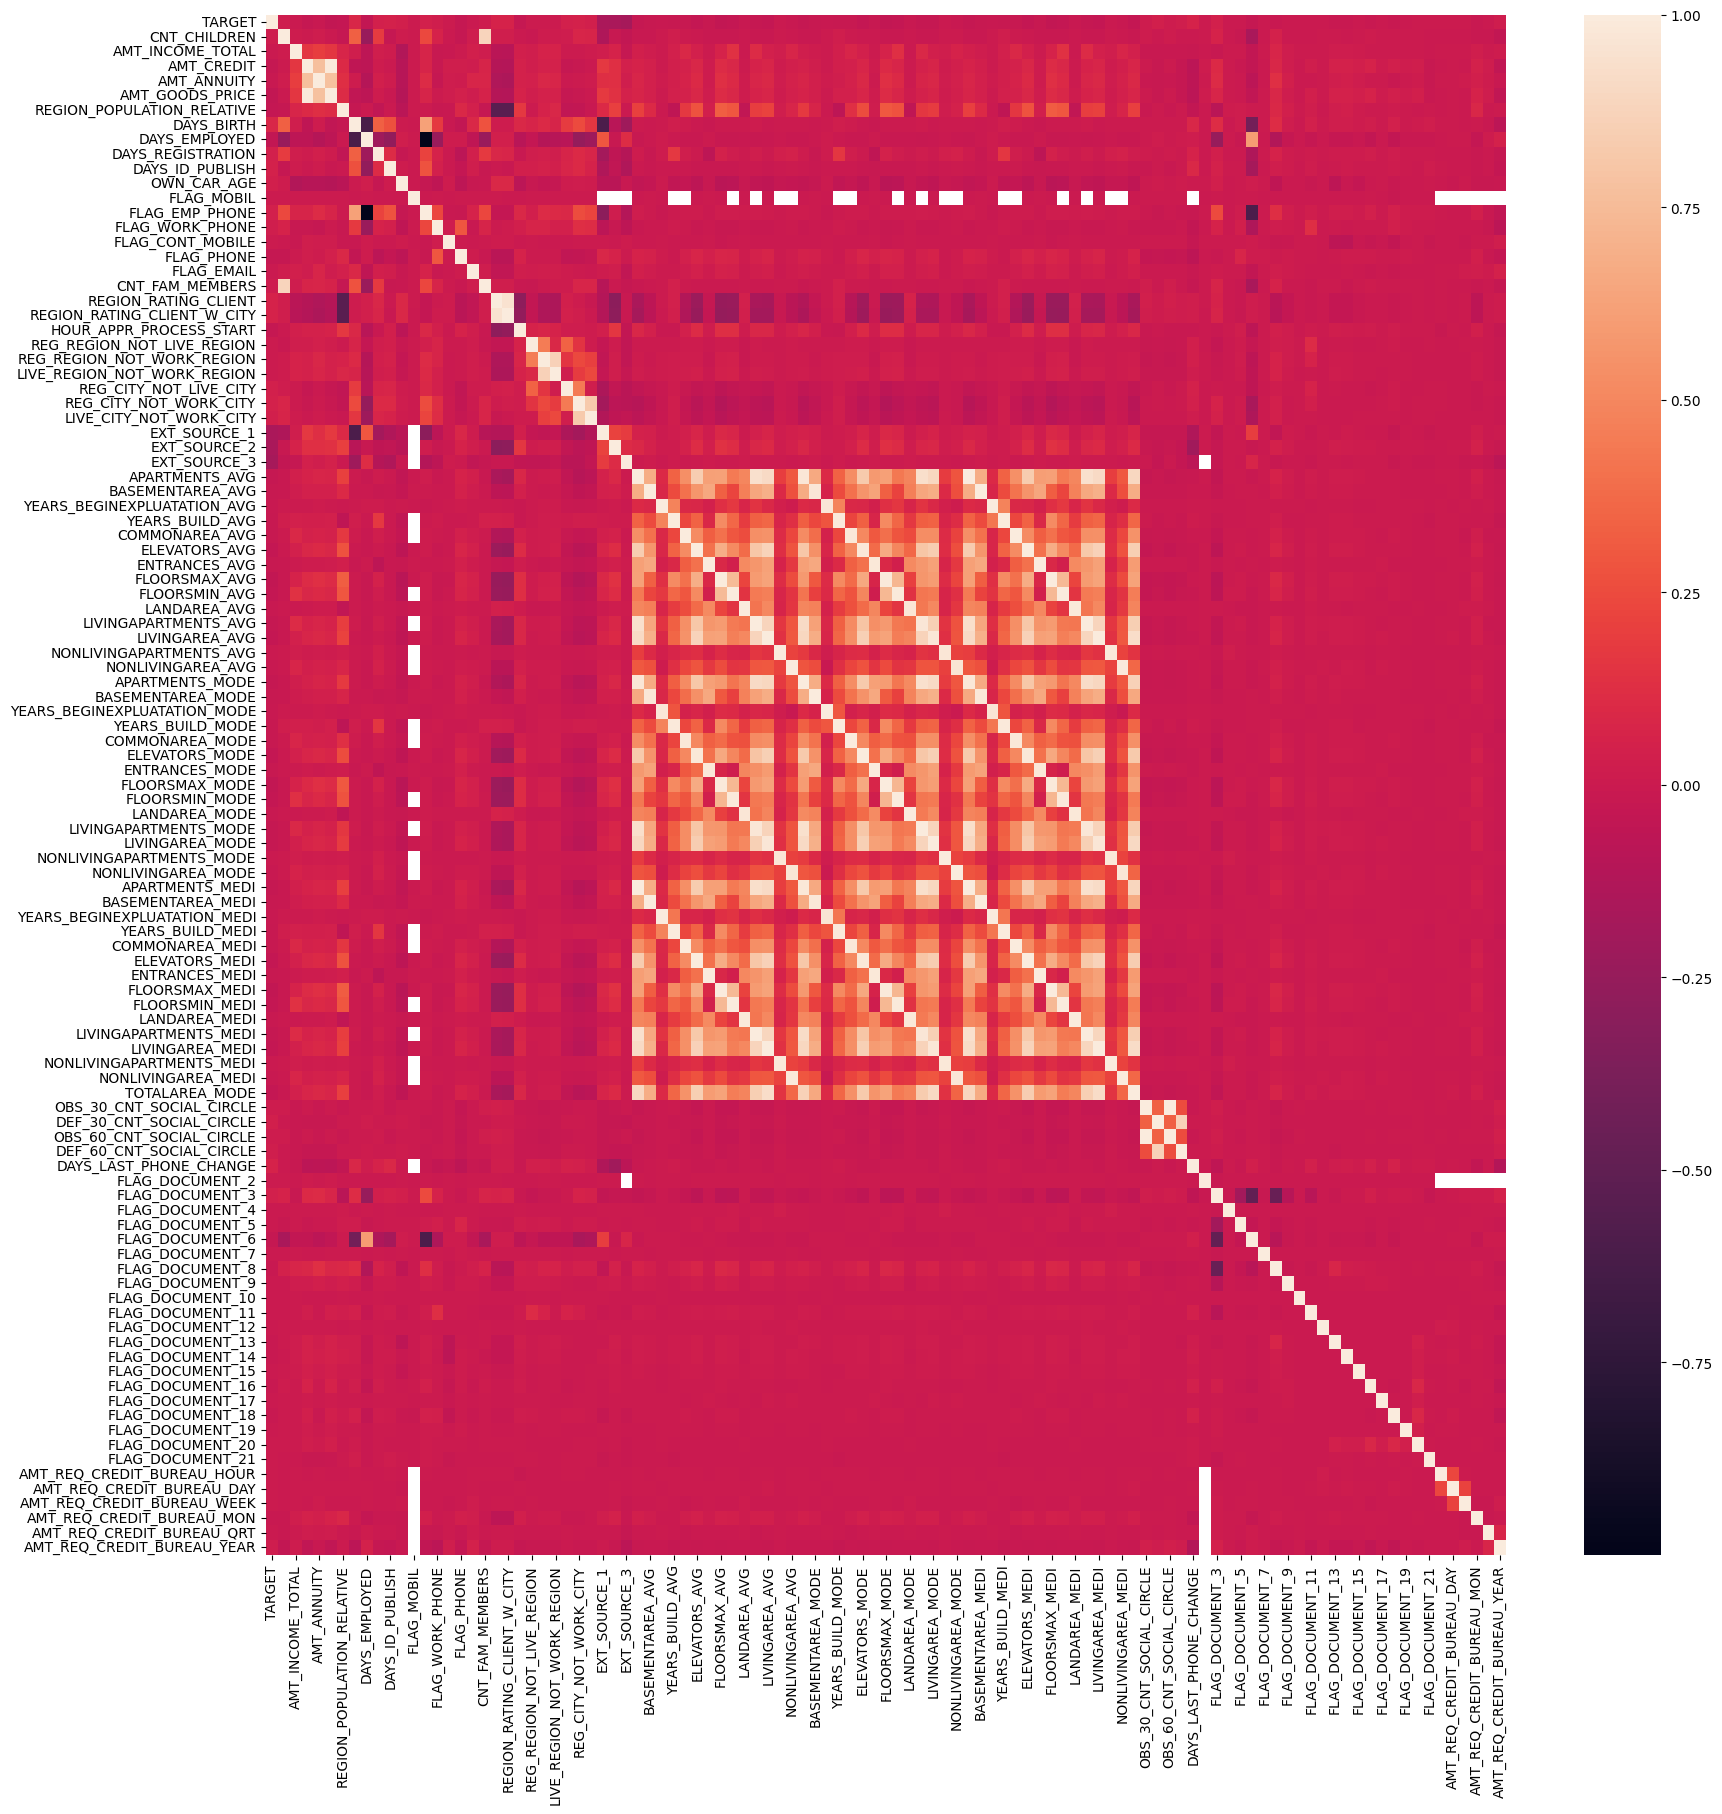 TARGET
CNT_CHILDREN
AMT_INCOME_TOTAL
AMT_CREDIT
AMT_ANNUITY
AMT_GOODS_PRICE
REGION_POPULATION_RELATIVE
DAYS_BIRTH
DAYS_EMPLOYED
DAYS_REGISTRATION
DAYS_ID_PUBLISH
OWN_CAR_AGE
FLAG_MOBIL
FLAG_EMP_PHONE
FLAG_WORK_PHONE
FLAG_CONT_MOBILE
FLAG_PHONE
FLAG_EMAIL
CNT_FAM_MEMBERS
REGION_RATING_CLIENT
REGION_RATING_CLIENT_W_CITY
HOUR_APPR_PROCESS_START
REG_REGION_NOT_LIVE_REGION
REG_REGION_NOT_WORK_REGION
LIVE_REGION_NOT_WORK_REGION
REG_CITY_NOT_LIVE_CITY
REG_CITY_NOT_WORK_CITY
LIVE_CITY_NOT_WORK_CITY
EXT_SOURCE_1
EXT_SOURCE_2
EXT_SOURCE_3
APARTMENTS_AVG
BASEMENTAREA_AVG
YEARS_BEGINEXPLUATATION_AVG
YEARS_BUILD_AVG
COMMONAREA_AVG
ELEVATORS_AVG
ENTRANCES_AVG
FLOORSMAX_AVG
FLOORSMIN_AVG
LANDAREA_AVG
LIVINGAPARTMENTS_AVG
LIVINGAREA_AVG
NONLIVINGAPARTMENTS_AVG
NONLIVINGAREA_AVG
APARTMENTS_MODE
BASEMENTAREA_MODE
YEARS_BEGINEXPLUATATION_MODE
YEARS_BUILD_MODE
COMMONAREA_MODE
ELEVATORS_MODE
ENTRANCES_MODE
FLOORSMAX_MODE
FLOORSMIN_MODE
LANDAREA_MODE
LIVINGAPARTMENTS_MODE
LIVINGAREA_MODE
NONLIVINGAPARTMENTS_MODE
NONLIVINGAREA_MODE
APARTMENTS_MEDI
BASEMENTAREA_MEDI
YEARS_BEGINEXPLUATATION_MEDI
YEARS_BUILD_MEDI
COMMONAREA_MEDI
ELEVATORS_MEDI
ENTRANCES_MEDI
FLOORSMAX_MEDI
FLOORSMIN_MEDI
LANDAREA_MEDI
LIVINGAPARTMENTS_MEDI
LIVINGAREA_MEDI
NONLIVINGAPARTMENTS_MEDI
NONLIVINGAREA_MEDI
TOTALAREA_MODE
OBS_30_CNT_SOCIAL_CIRCLE
DEF_30_CNT_SOCIAL_CIRCLE
OBS_60_CNT_SOCIAL_CIRCLE
DEF_60_CNT_SOCIAL_CIRCLE
DAYS_LAST_PHONE_CHANGE
FLAG_DOCUMENT_2
FLAG_DOCUMENT_3
FLAG_DOCUMENT_4
FLAG_DOCUMENT_5
FLAG_DOCUMENT_6
FLAG_DOCUMENT_7
FLAG_DOCUMENT_8
FLAG_DOCUMENT_9
FLAG_DOCUMENT_10
FLAG_DOCUMENT_11
FLAG_DOCUMENT_12
FLAG_DOCUMENT_13
FLAG_DOCUMENT_14
FLAG_DOCUMENT_15
FLAG_DOCUMENT_16
FLAG_DOCUMENT_17
FLAG_DOCUMENT_18
FLAG_DOCUMENT_19
FLAG_DOCUMENT_20
FLAG_DOCUMENT_21
AMT_REQ_CREDIT_BUREAU_HOUR
AMT_REQ_CREDIT_BUREAU_DAY
AMT_REQ_CREDIT_BUREAU_WEEK
AMT_REQ_CREDIT_BUREAU_MON
AMT_REQ_CREDIT_BUREAU_QRT
AMT_REQ_CREDIT_BUREAU_YEAR
TARGET
AMT_INCOME_TOTAL
AMT_ANNUITY
REGION_POPULATION_RELATIVE
DAYS_EMPLOYED
DAYS_ID_PUBLISH
FLAG_MOBIL
FLAG_WORK_PHONE
FLAG_PHONE
CNT_FAM_MEMBERS
REGION_RATING_CLIENT_W_CITY
REG_REGION_NOT_LIVE_REGION
LIVE_REGION_NOT_WORK_REGION
REG_CITY_NOT_WORK_CITY
EXT_SOURCE_1
EXT_SOURCE_3
BASEMENTAREA_AVG
YEARS_BUILD_AVG
ELEVATORS_AVG
FLOORSMAX_AVG
LANDAREA_AVG
LIVINGAREA_AVG
NONLIVINGAREA_AVG
BASEMENTAREA_MODE
YEARS_BUILD_MODE
ELEVATORS_MODE
FLOORSMAX_MODE
LANDAREA_MODE
LIVINGAREA_MODE
NONLIVINGAREA_MODE
BASEMENTAREA_MEDI
YEARS_BUILD_MEDI
ELEVATORS_MEDI
FLOORSMAX_MEDI
LANDAREA_MEDI
LIVINGAREA_MEDI
NONLIVINGAREA_MEDI
OBS_30_CNT_SOCIAL_CIRCLE
OBS_60_CNT_SOCIAL_CIRCLE
DAYS_LAST_PHONE_CHANGE
FLAG_DOCUMENT_3
FLAG_DOCUMENT_5
FLAG_DOCUMENT_7
FLAG_DOCUMENT_9
FLAG_DOCUMENT_11
FLAG_DOCUMENT_13
FLAG_DOCUMENT_15
FLAG_DOCUMENT_17
FLAG_DOCUMENT_19
FLAG_DOCUMENT_21
AMT_REQ_CREDIT_BUREAU_DAY
AMT_REQ_CREDIT_BUREAU_MON
AMT_REQ_CREDIT_BUREAU_YEAR
1.00
0.75
0.50
0.25
0.00
−0.25
−0.50
−0.75